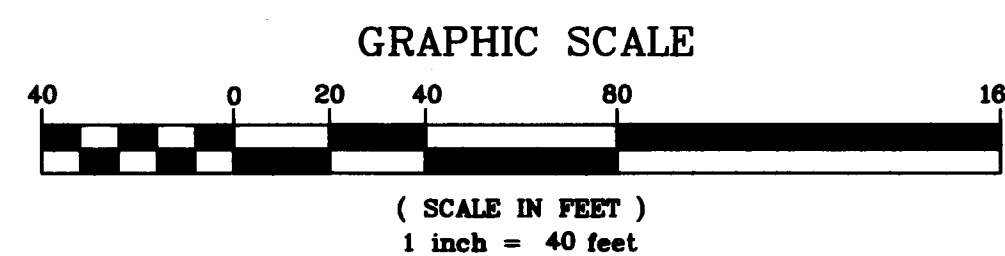 GRAPHIC SCALE
40 0 20 40 80 16
( SCALE IN FEET )
1 inch = 40 feet